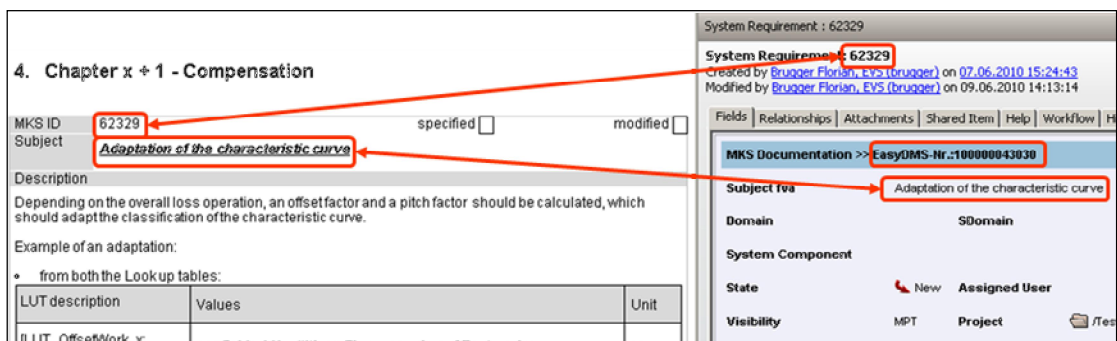 4. Chapter x + 1 - Compensation
MKS ID 62329 specified modified
Subject Adaptation of the characteristic curve
Description
Depending on the overall loss operation, an offset factor and a pitch factor should be calculated, which
should adapt the classification of the characteristic curve.
Example of an adaptation:
• from both the Lookup tables:
LUT description Values Unit
System Requirement : 62329
System Requirement: 62329
Created by Brugger Florian, EVS (brugger) on 07.06.2010 15:24:43
Modified by Brugger Florian, EVS (brugger) on 09.06.2010 14:13:14
Fields Relationships Attachments Shared Item Help Workflow
MKS Documentation >> EasyDMS-Nr.:100000043030
Subject fva Adaptation of the characteristic curve
Domain SDomain
System Component
State New Assigned User
Visibility MPT Project